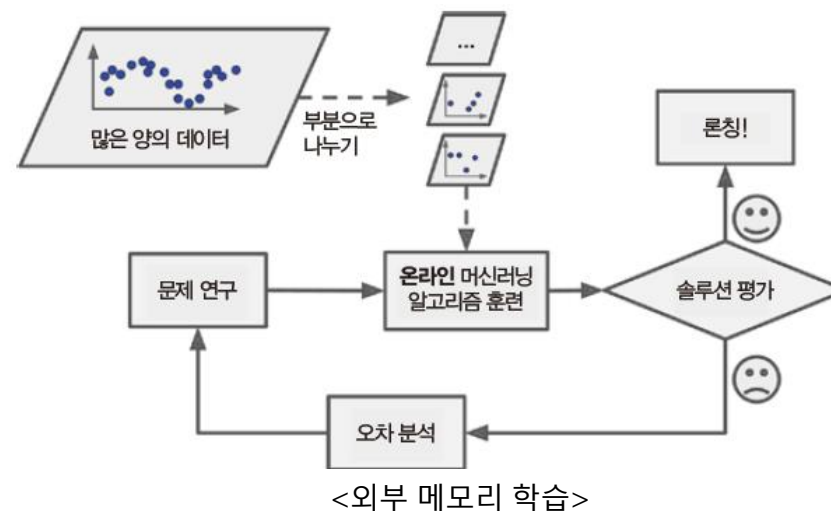 ...
많은 양의 데이터
부분으로
나누기
론칭!
문제 연구
온라인 머신러닝
알고리즘 훈련
솔루션 평가
오차 분석
<외부 메모리 학습>